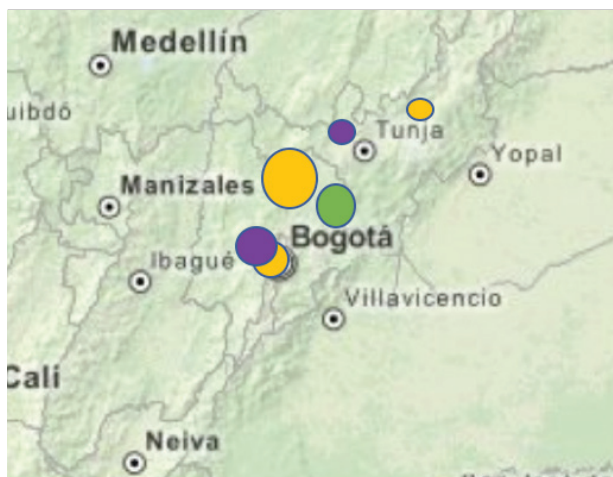 Medellín
uibdó
Tunja
Yopal
Manizales
Bogotá
Ibagué
Villavicencio
Cali
Neiva